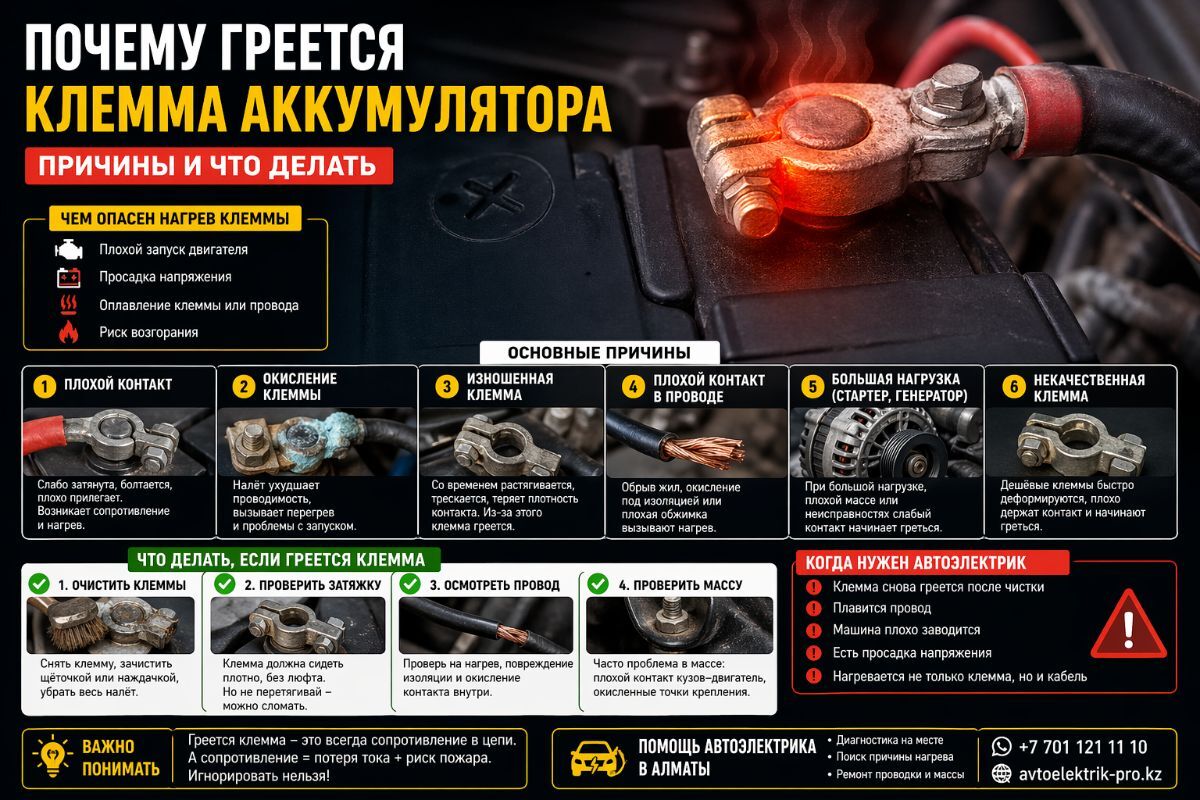 ПОЧЕМУ ГРЕЕТСЯ
КЛЕММА АККУМУЛЯТОРА
ПРИЧИНЫ И ЧТО ДЕЛАТЬ
ЧЕМ ОПАСЕН НАГРЕВ КЛЕММЫ
Плохой запуск двигателя
Просадка напряжения
Оплавление клеммы или провода
Риск возгорания
ОСНОВНЫЕ ПРИЧИНЫ
1 ПЛОХОЙ КОНТАКТ
Слабо затянута, болтается,
плохо прилегает.
Возникает сопротивление
и нагрев.
2 ОКИСЛЕНИЕ
КЛЕММЫ
Налёт ухудшает
проводимость,
вызывает перегрев
и проблемы с запуском.
3 ИЗНОШЕННАЯ
КЛЕММА
Со временем растягивается,
трескается, теряет плотность
контакта. Из-за этого
клемма греется.
4 ПЛОХОЙ КОНТАКТ
В ПРОВОДЕ
Обрыв жил, окисление
под изоляцией или
плохая обжимка
вызывают нагрев.
5 БОЛЬШАЯ НАГРУЗКА
(СТАРТЕР, ГЕНЕРАТОР)
При большой нагрузке,
плохой массе или
неисправностях слабый
контакт начинает греться.
6 НЕКАЧЕСТВЕННАЯ
КЛЕММА
Дешёвые клеммы быстро
деформируются, плохо
держат контакт и начинают
греться.
ЧТО ДЕЛАТЬ, ЕСЛИ ГРЕЕТСЯ КЛЕММА
1. ОЧИСТИТЬ КЛЕММЫ
Снять клемму, зачистить
щёточкой или наждачкой,
убрать весь налёт.
2. ПРОВЕРИТЬ ЗАТЯЖКУ
Клемма должна сидеть
плотно, без люфта.
Но не перетягивай –
можно сломать.
3. ОСМОТРЕТЬ ПРОВОД
Проверь на нагрев, повреждение
изоляции и окисление
контакта внутри.
4. ПРОВЕРИТЬ МАССУ
Часто проблема в массе:
плохой контакт кузов–двигатель,
окисленные точки крепления.
КОГДА НУЖЕН АВТОЭЛЕКТРИК
Клемма снова греется после чистки
Плавится провод
Машина плохо заводится
Есть просадка напряжения
Нагревается не только клемма, но и кабель
ВАЖНО
ПОНИМАТЬ
Греется клемма – это всегда сопротивление в цепи.
А сопротивление = потеря тока + риск пожара.
Игнорировать нельзя!
ПОМОЩЬ АВТОЭЛЕКТРИКА
В АЛМАТЫ
• Диагностика на месте
• Поиск причины нагрева
• Ремонт проводки и массы
+7 701 121 11 10
avtoelektrik-pro.kz